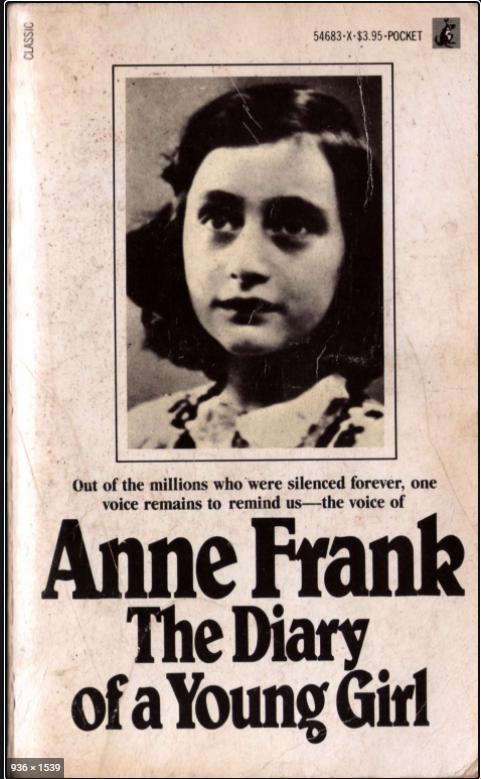 CLASSIC
54683·X·$3.95·POCKET
Out of the millions who were silenced forever, one
voice remains to remind us—the voice of
Anne Frank
The Diary
of a Young Girl
936 × 1539